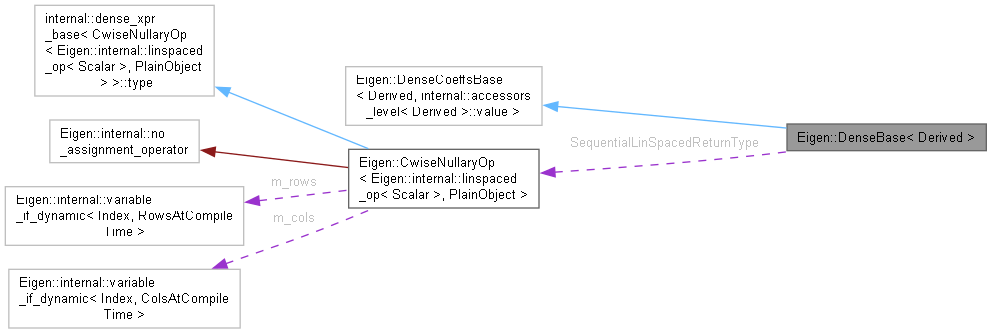 internal::dense_xpr
_base< CwiseNullaryOp
< Eigen::internal::linspaced
_op< Scalar >, PlainObject
> >::type
Eigen::DenseCoeffsBase
< Derived, internal::accessors
_level< Derived >::value >
Eigen::internal::no
_assignment_operator
SequentialLinSpacedReturnType
Eigen::DenseBase< Derived >
Eigen::CwiseNullaryOp
< Eigen::internal::linspaced
_op< Scalar >, PlainObject >
m_rows
Eigen::internal::variable
_if_dynamic< Index, RowsAtCompile
Time >
m_cols
Eigen::internal::variable
_if_dynamic< Index, ColsAtCompile
Time >